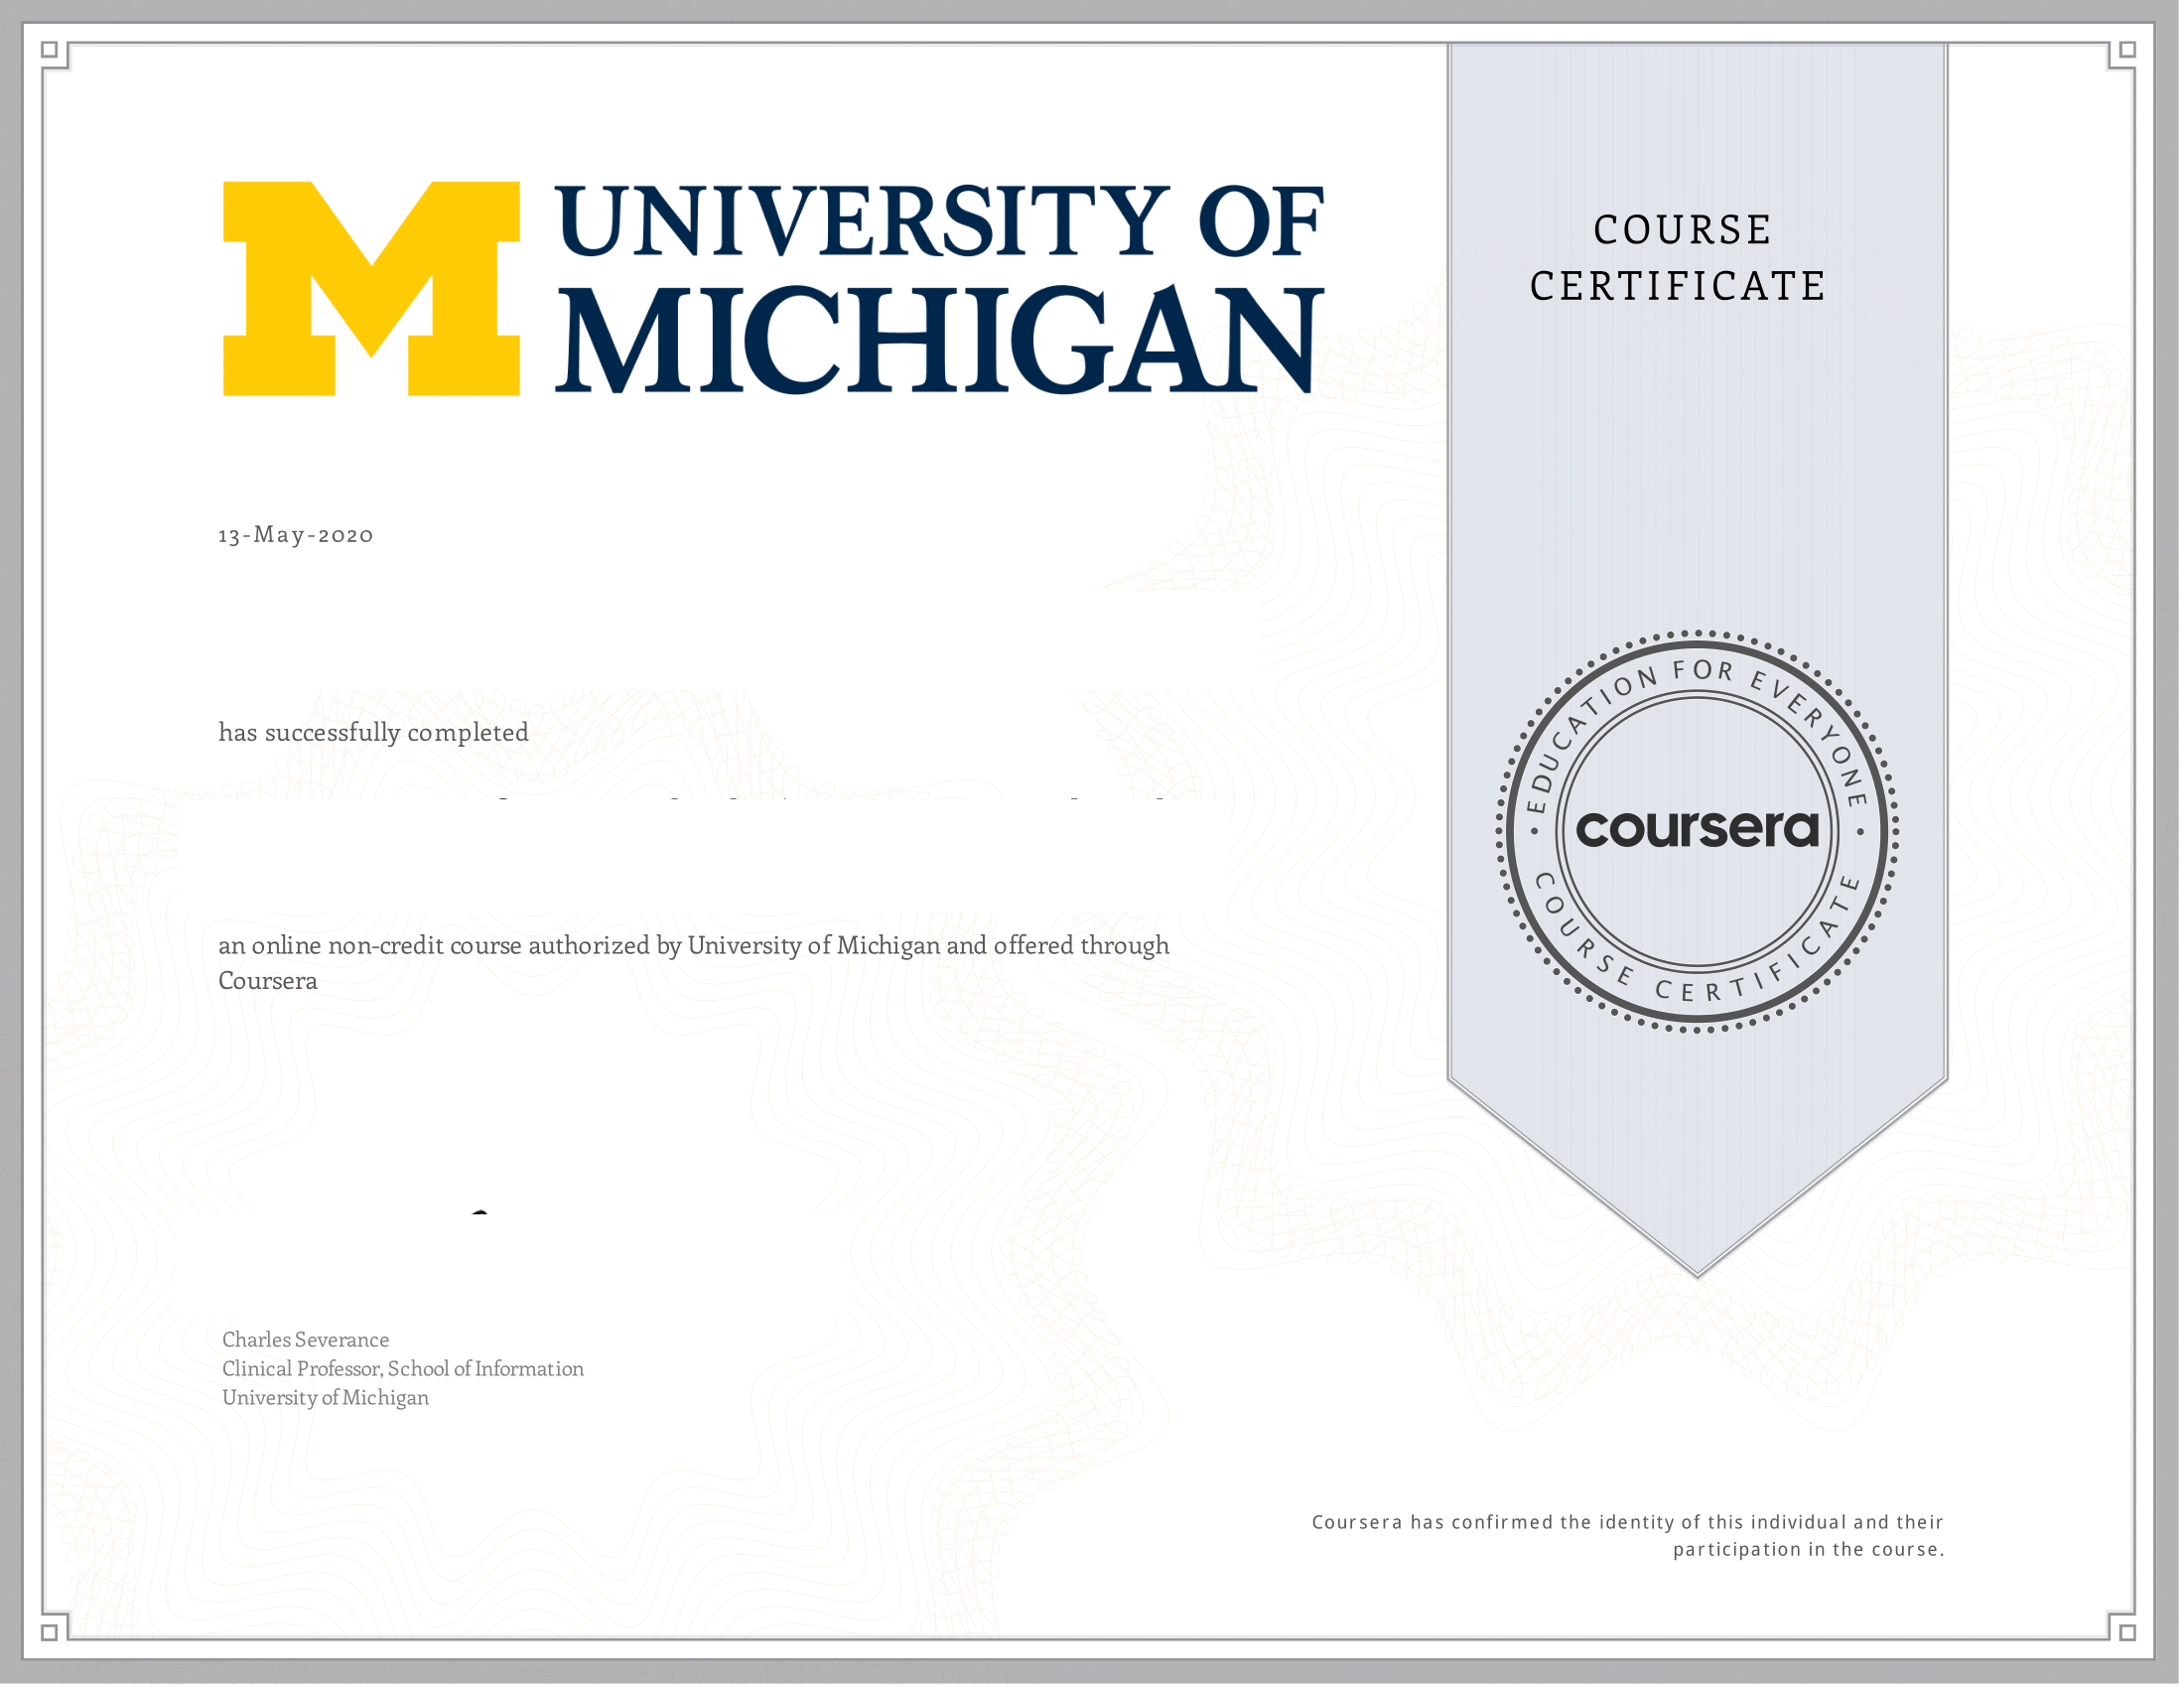 UNIVERSITY OF
MICHIGAN
COURSE
CERTIFICATE
13-May-2020
has successfully completed
an online non-credit course authorized by University of Michigan and offered through
Coursera
EDUCATION FOR EVERYONE
coursera
COURSE CERTIFICATE
Charles Severance
Clinical Professor, School of Information
University of Michigan
Coursera has confirmed the identity of this individual and their
participation in the course.